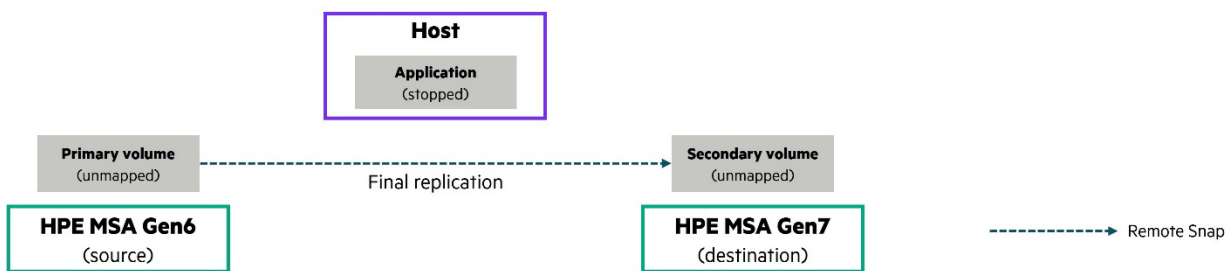 Host
Application
(stopped)
Primary volume
(unmapped)
Final replication
Secondary volume
(unmapped)
HPE MSA Gen6
(source)
HPE MSA Gen7
(destination)
Remote Snap